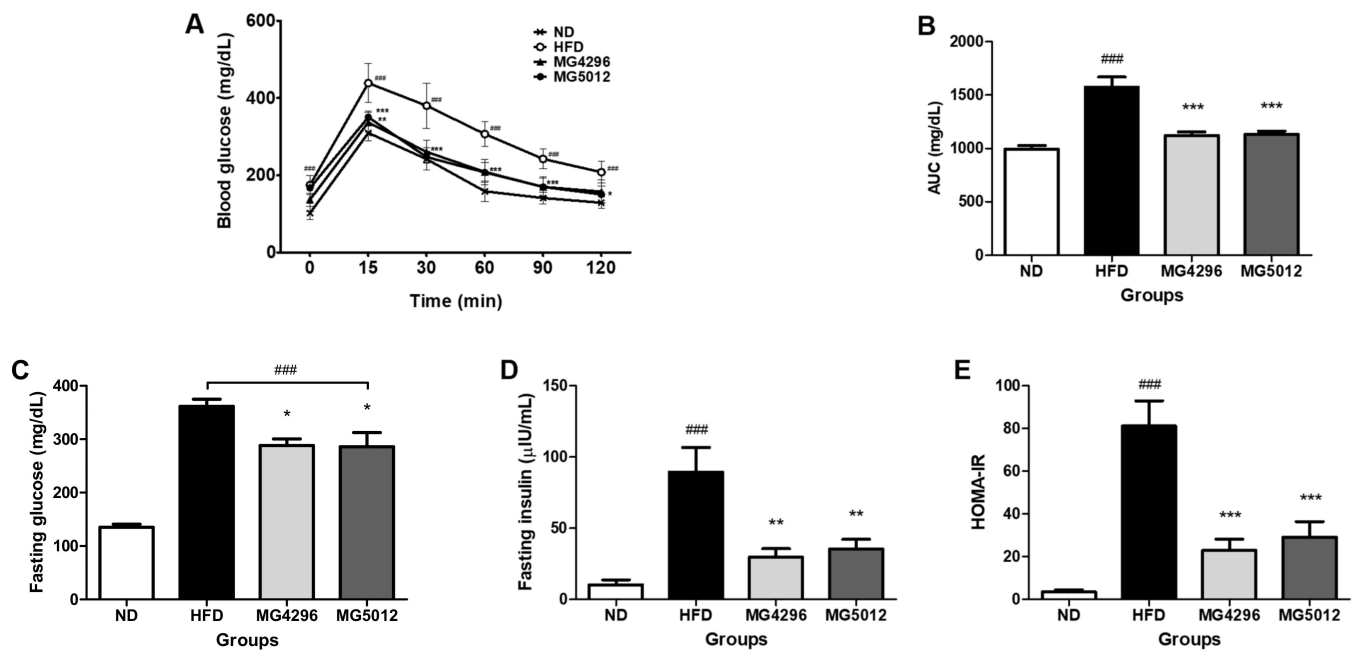 A
Blood glucose (mg/dL)
600
400
200
0
ND
HFD
MG4296
MG5012
###
###
###
###
###
###
***
**
***
***
***
*
0 15 30 60 90 120
Time (min)
B
AUC (mg/dL)
2000
1500
1000
500
0
###
***
***
ND HFD MG4296 MG5012
Groups
C
Fasting glucose (mg/dL)
400
300
200
100
0
###
*
*
ND HFD MG4296 MG5012
Groups
D
Fasting insulin (μIU/mL)
150
100
50
0
###
**
**
ND HFD MG4296 MG5012
Groups
E
HOMA-IR
100
80
60
40
20
0
###
***
***
ND HFD MG4296 MG5012
Groups